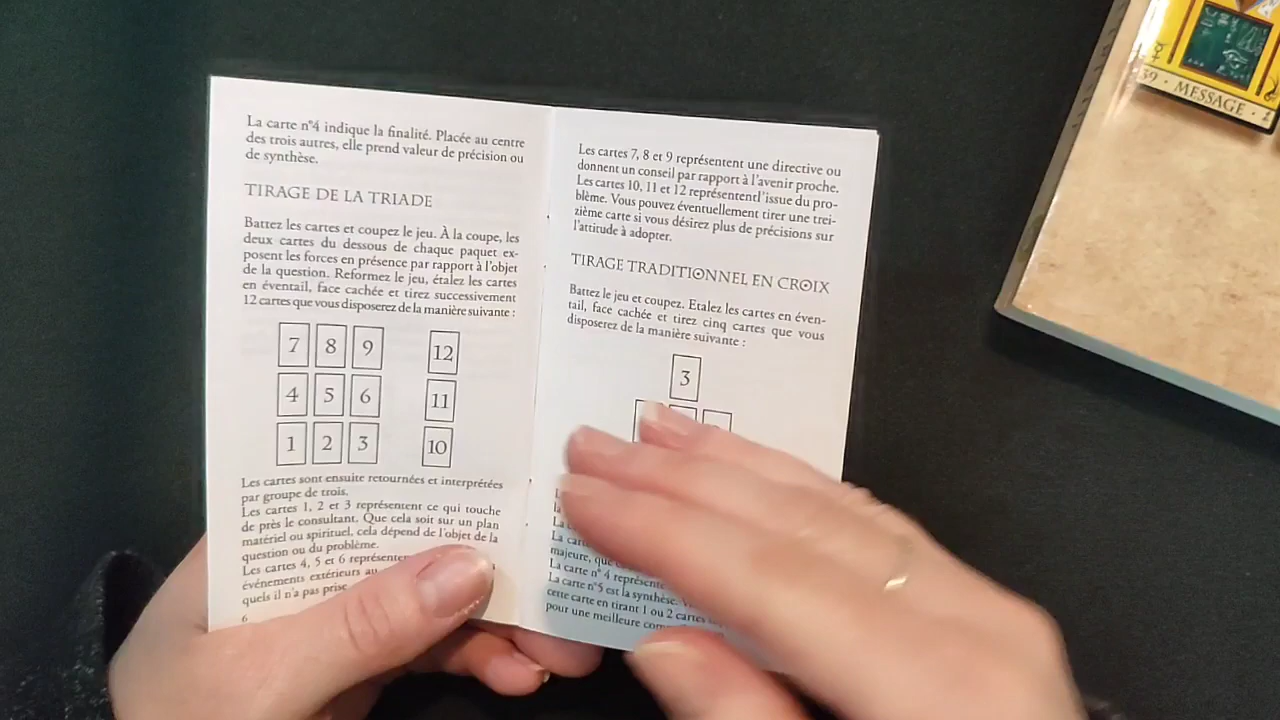 La carte n°4 indique la finalité. Placée au centre
des trois autres, elle prend valeur de précision ou
de synthèse.
TIRAGE DE LA TRIADE
Battez les cartes et coupez le jeu. À la coupe, les
deux cartes du dessous de chaque paquet ex-
posent les forces en présence par rapport à l'objet
de la question. Reformez le jeu, étalez les cartes
en éventail, face cachée et tirez successivement
12 cartes que vous disposerez de la manière suivante :
7 8 9 12
4 5 6 11
1 2 3 10
Les cartes sont ensuite retournées et interprétées
par groupe de trois.
Les cartes 1, 2 et 3 représentent ce qui touche
de près le consultant. Que cela soit sur un plan
matériel ou spirituel, cela dépend de l'objet de la
question ou du problème.
Les cartes 4, 5 et 6 représenten
événements extérieurs au
quels il n'a pas prise
6
Les cartes 7, 8 et 9 représentent une directive ou
donnent un conseil par rapport à l'avenir proche.
Les cartes 10, 11 et 12 représententl'issue du pro-
blème. Vous pouvez éventuellement tirer une trei-
zième carte si vous désirez plus de précisions sur
l'attitude à adopter.
TIRAGE TRADITIONNEL EN CROIX
Battez le jeu et coupez. Etalez les cartes en éven-
tail, face cachée et tirez cinq cartes que vous
disposerez de la manière suivante :
3
La car
majeure, que
La carte n° 4 représente
La carte n°5 est la synthèse.
cette carte en tirant 1 ou 2 cartes
pour une meilleure com
39 • MESSAGE •